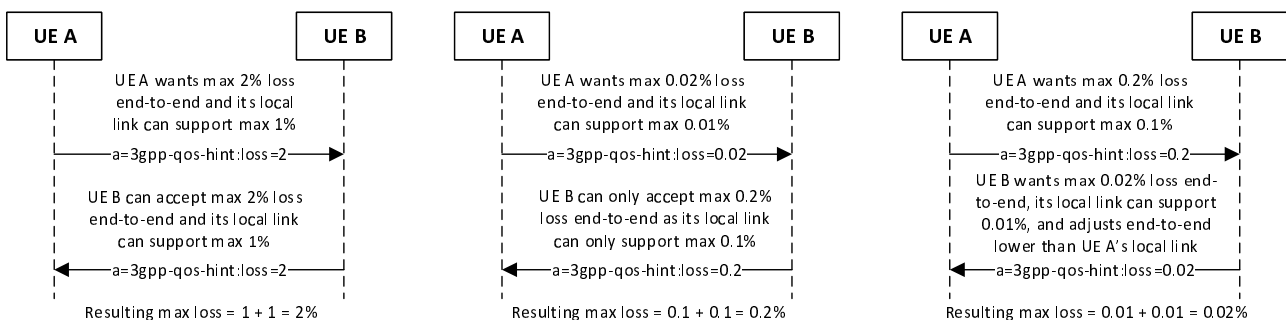 UE A
UE B
UE A wants max 2% loss
end-to-end and its local
link can support max 1%
a=3gpp-qos-hint:loss=2
UE B can accept max 2% loss
end-to-end and its local link
can support max 1%
a=3gpp-qos-hint:loss=2
Resulting max loss = 1 + 1 = 2%
UE A
UE B
UE A wants max 0.02% loss
end-to-end and its local link
can support max 0.01%
a=3gpp-qos-hint:loss=0.02
UE B can only accept max 0.2%
loss end-to-end as its local link
can only support max 0.1%
a=3gpp-qos-hint:loss=0.2
Resulting max loss = 0.1 + 0.1 = 0.2%
UE A
UE B
UE A wants max 0.2% loss
end-to-end and its local link
can support max 0.1%
a=3gpp-qos-hint:loss=0.2
UE B wants max 0.02% loss end-
to-end, its local link can support
0.01%, and adjusts end-to-end
lower than UE A’s local link
a=3gpp-qos-hint:loss=0.02
Resulting max loss = 0.01 + 0.01 = 0.02%